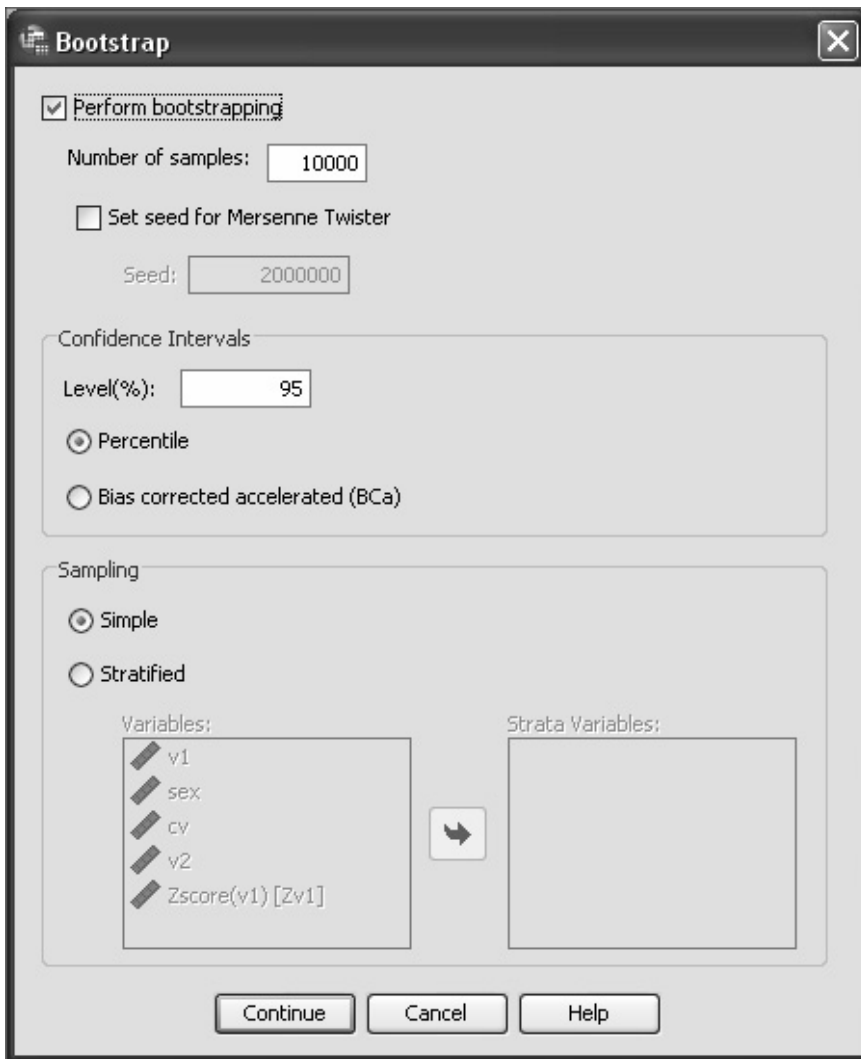 Bootstrap
Perform bootstrapping
Number of samples: 10000
Set seed for Mersenne Twister
Seed: 2000000
Confidence Intervals
Level(%): 95
Percentile
Bias corrected accelerated (BCa)
Sampling
Simple
Stratified
Variables:
v1
sex
cv
v2
Zscore(v1) [Zv1]
Strata Variables:
Continue Cancel Help